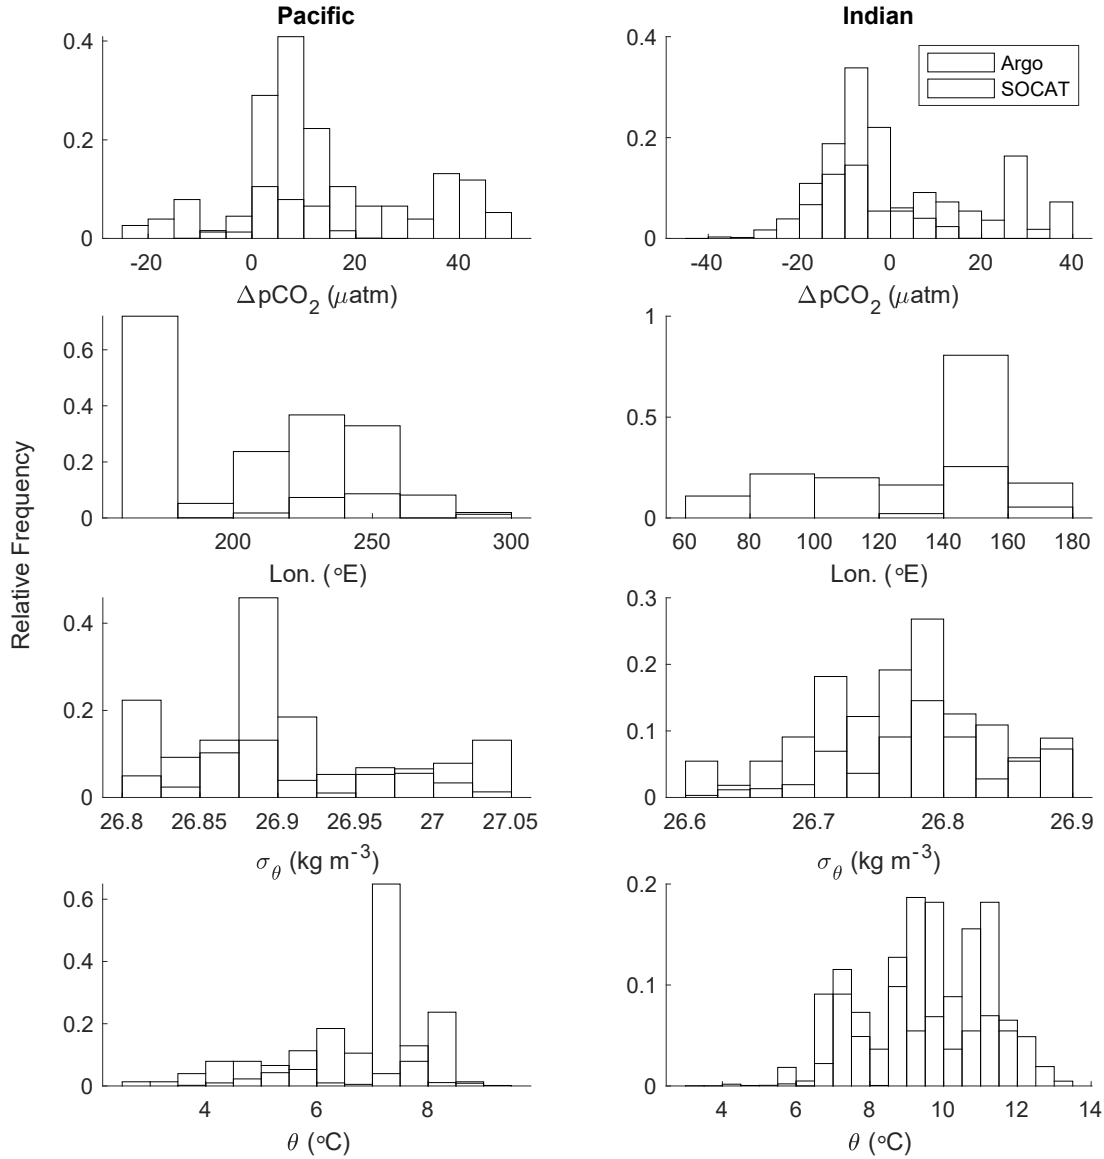 Pacific
0.4
0.2
0
-20 0 20 40
ΔpCO2 (μatm)
Indian
Argo
SOCAT
0.4
0.2
0
-40 -20 0 20 40
ΔpCO2 (μatm)
Relative Frequency
0.6
0.4
0.2
0
200 250 300
Lon. (°E)
1
0.5
0
60 80 100 120 140 160 180
Lon. (°E)
0.4
0.2
0
26.8 26.85 26.9 26.95 27 27.05
σθ (kg m-3)
0.3
0.2
0.1
0
26.6 26.7 26.8 26.9
σθ (kg m-3)
0.6
0.4
0.2
0
4 6 8
θ (°C)
0.2
0.1
0
4 6 8 10 12 14
θ (°C)